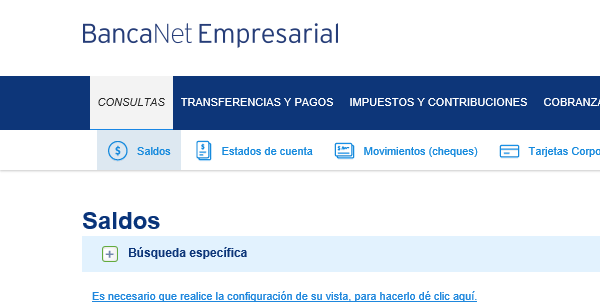 BancaNet Empresarial
CONSULTAS TRANSFERENCIAS Y PAGOS IMPUESTOS Y CONTRIBUCIONES COBRANZA
Saldos Estados de cuenta Movimientos (cheques) Tarjetas Corpo
Saldos
Búsqueda específica
Es necesario que realice la configuración de su vista, para hacerlo dé clic aquí.